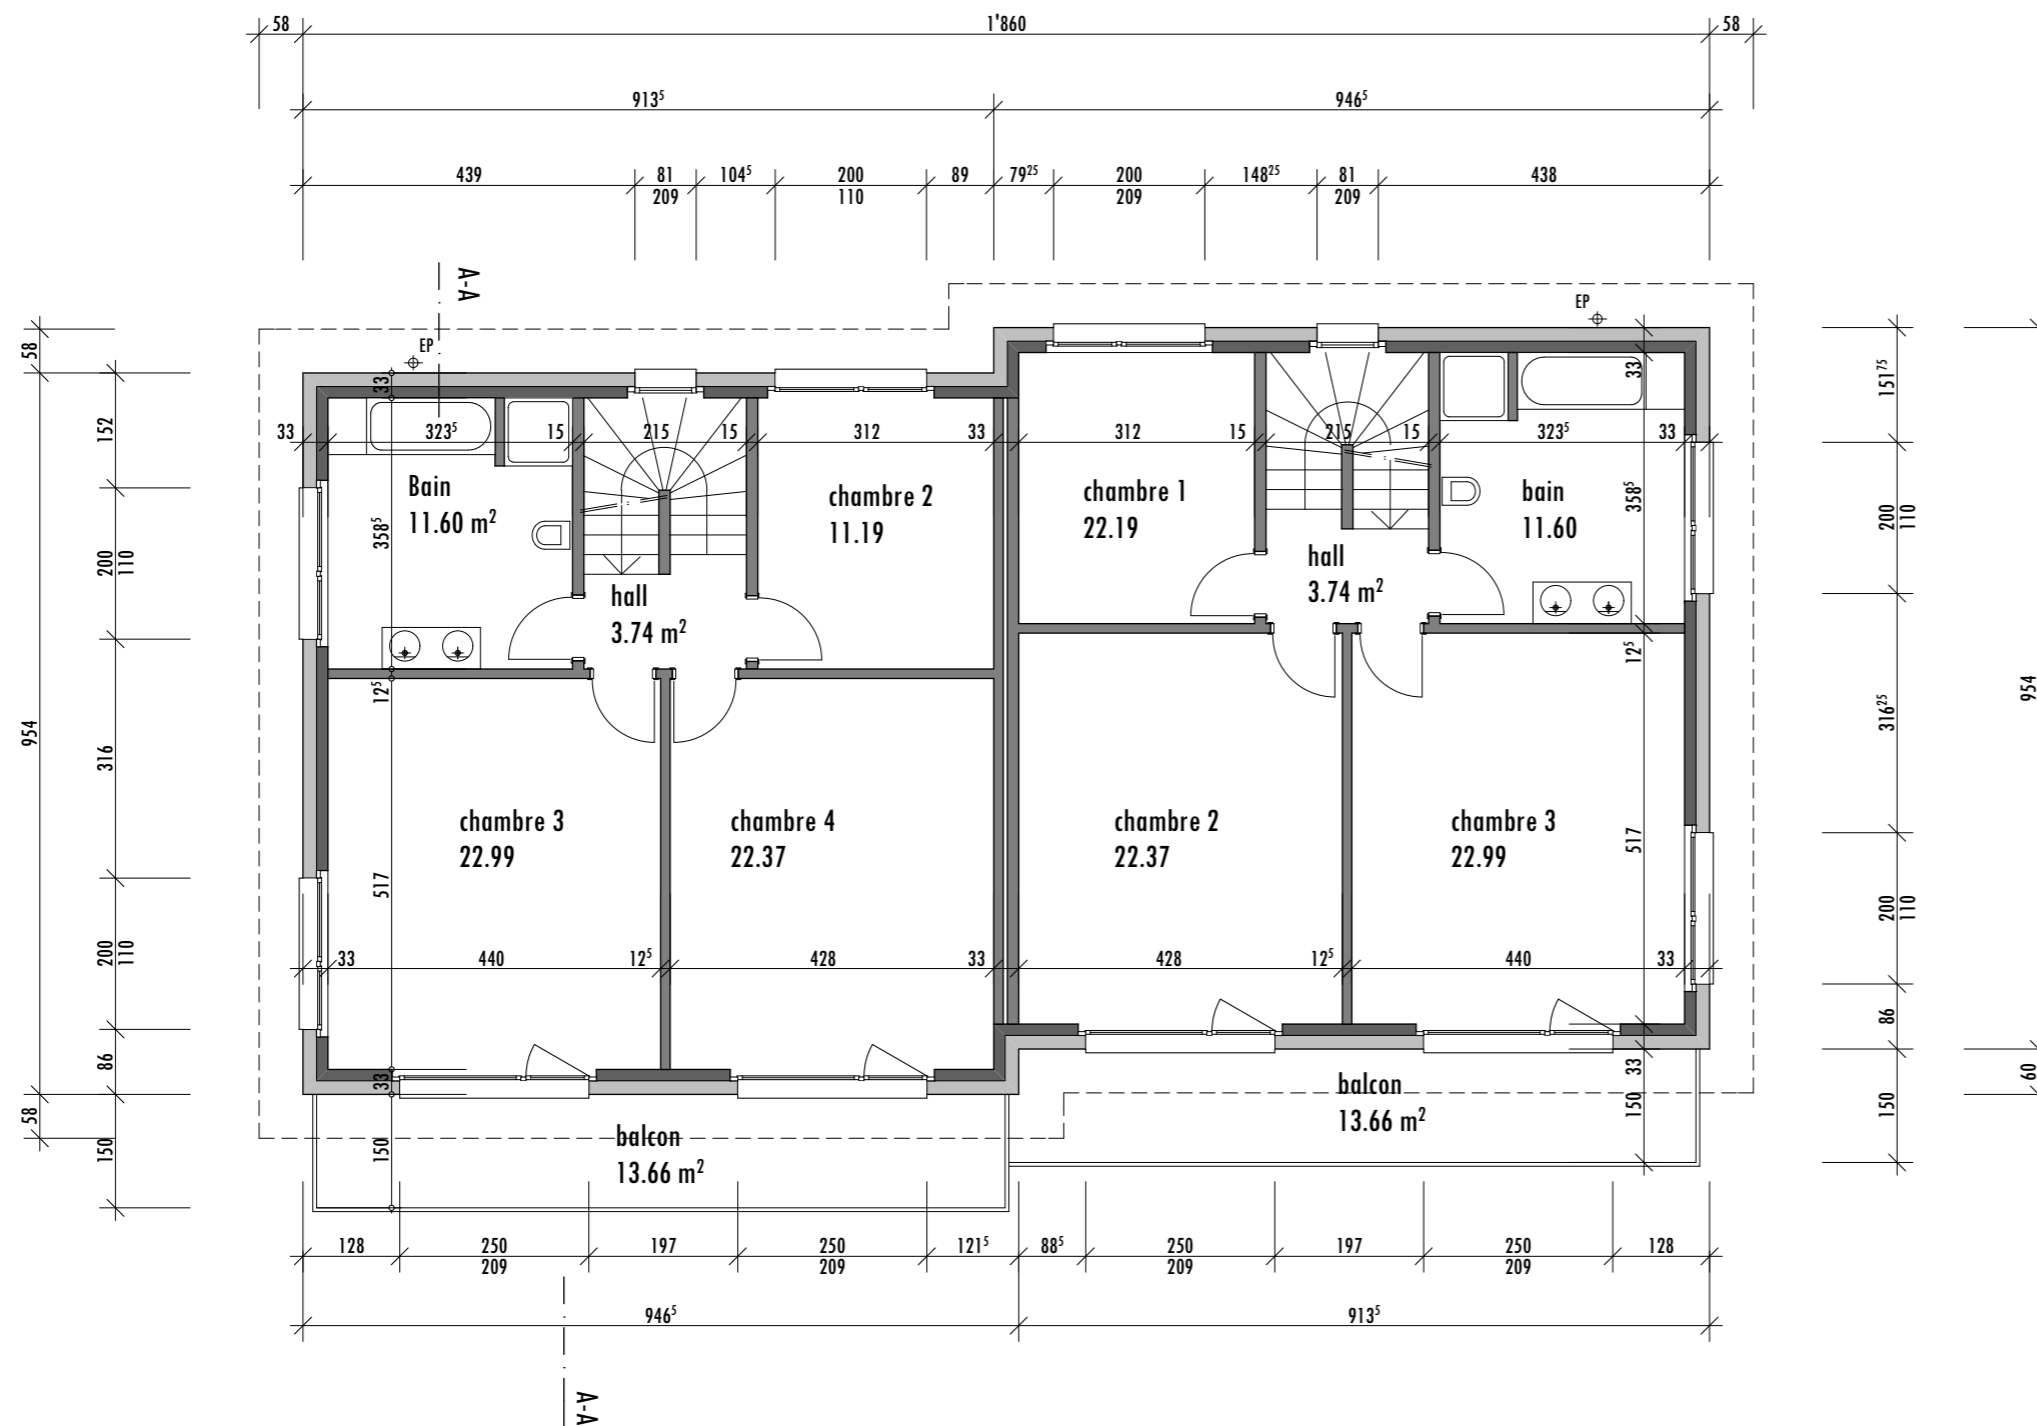 58 1'860 58
913⁵ 946⁵
439 81 104⁵ 200 89 79²⁵ 200 148²⁵ 81 438
209 110 209 209
A-A
EP
EP
58
33
33
152
151⁷⁵
33 323⁵ 15 215 15 312 33 312 15 215 15 323⁵ 33
Bain
11.60 m²
chambre 2
11.19
chambre 1
22.19
bain
11.60
358⁵
358⁵
200
110
200
110
hall
3.74 m²
hall
3.74 m²
12⁵
12⁵
954
316
316²⁵
954
chambre 3
22.99
chambre 4
22.37
chambre 2
22.37
chambre 3
22.99
517
517
200
110
200
110
33 440 12⁵ 428 33 428 12⁵ 440 33
86
86
33
33
60
58
150
150
150
150
balcon
13.66 m²
balcon
13.66 m²
128 250 197 250 121⁵ 88⁵ 250 197 250 128
209 209 209 209
946⁵ 913⁵
A-A